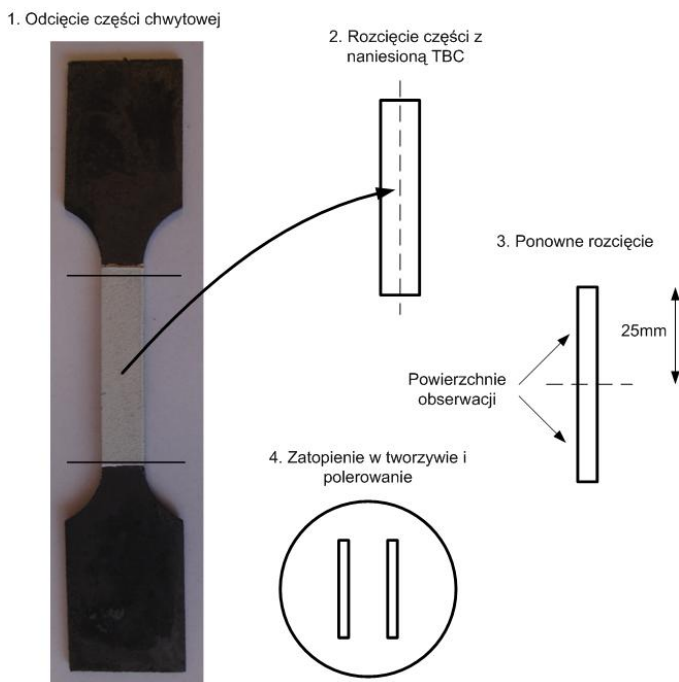 1. Odcięcie części chwytowej
2. Rozcięcie części z
naniesioną TBC
3. Ponowne rozcięcie
25mm
Powierzchnie
obserwacji
4. Zatopienie w tworzywie i
polerowanie